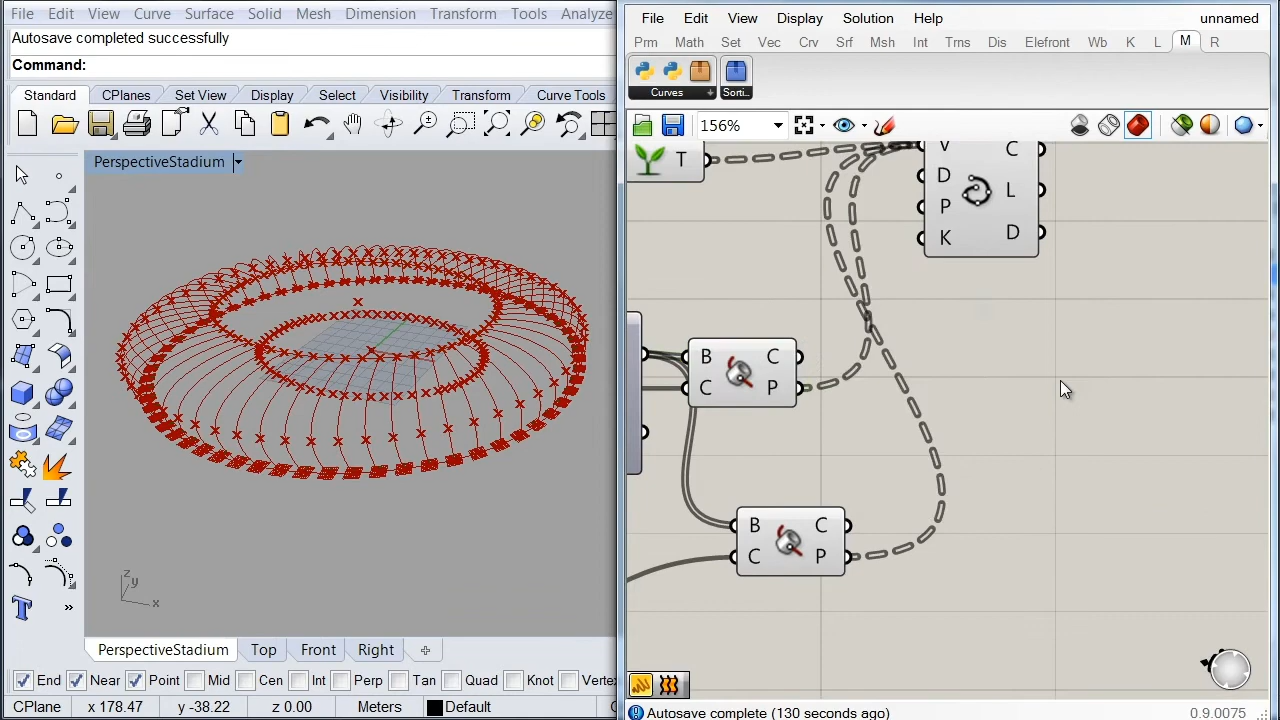 File Edit View Curve Surface Solid Mesh Dimension Transform Tools Analyze
Autosave completed successfully
Command:
Standard CPlanes Set View Display Select Visibility Transform Curve Tools
PerspectiveStadium
z
y
x
PerspectiveStadium Top Front Right
End Near Point Mid Cen Int Perp Tan Quad Knot Vertex
CPlane x 178.47 y -38.22 z 0.00 Meters Default
File Edit View Display Solution Help unnamed
Prm Math Set Vec Crv Srf Msh Int Trns Dis Elefront Wb K L M R
Curves Sorti..
156%
T
V C
D
L
P
K D
B C
C P
B C
C P
Autosave complete (130 seconds ago) 0.9.0075